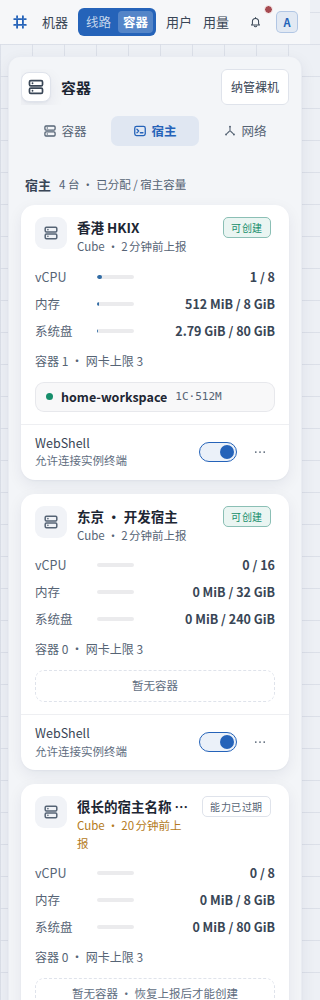 机器 线路 容器 用户 用量 A
容器 纳管裸机
容器 宿主 网络
宿主 4 台 · 已分配 / 宿主容量
香港 HKIX 可创建
Cube · 2分钟前上报
vCPU 1 / 8
内存 512 MiB / 8 GiB
系统盘 2.79 GiB / 80 GiB
容器 1 · 网卡上限 3
home-workspace 1C·512M
WebShell
允许连接实例终端
东京 · 开发宿主 可创建
Cube · 2分钟前上报
vCPU 0 / 16
内存 0 MiB / 32 GiB
系统盘 0 MiB / 240 GiB
容器 0 · 网卡上限 3
暂无容器
WebShell
允许连接实例终端
很长的宿主名称 ··· 能力已过期
Cube · 20分钟前上
报
vCPU 0 / 8
内存 0 MiB / 8 GiB
系统盘 0 MiB / 80 GiB
容器 0 · 网卡上限 3
暂无容器 · 恢复上报后才能创建